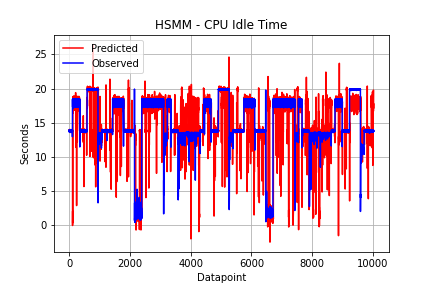 HSMM - CPU Idle Time
Predicted
Observed
Seconds
25
20
15
10
5
0
0
2000
4000
6000
8000
10000
Datapoint